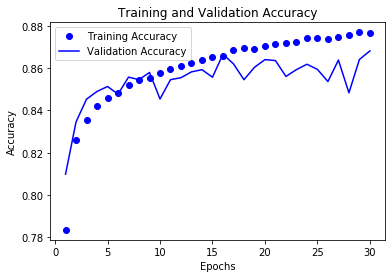 Training and Validation Accuracy
Training Accuracy
Validation Accuracy
Accuracy
0.88
0.86
0.84
0.82
0.80
0.78
0
5
10
15
20
25
30
Epochs